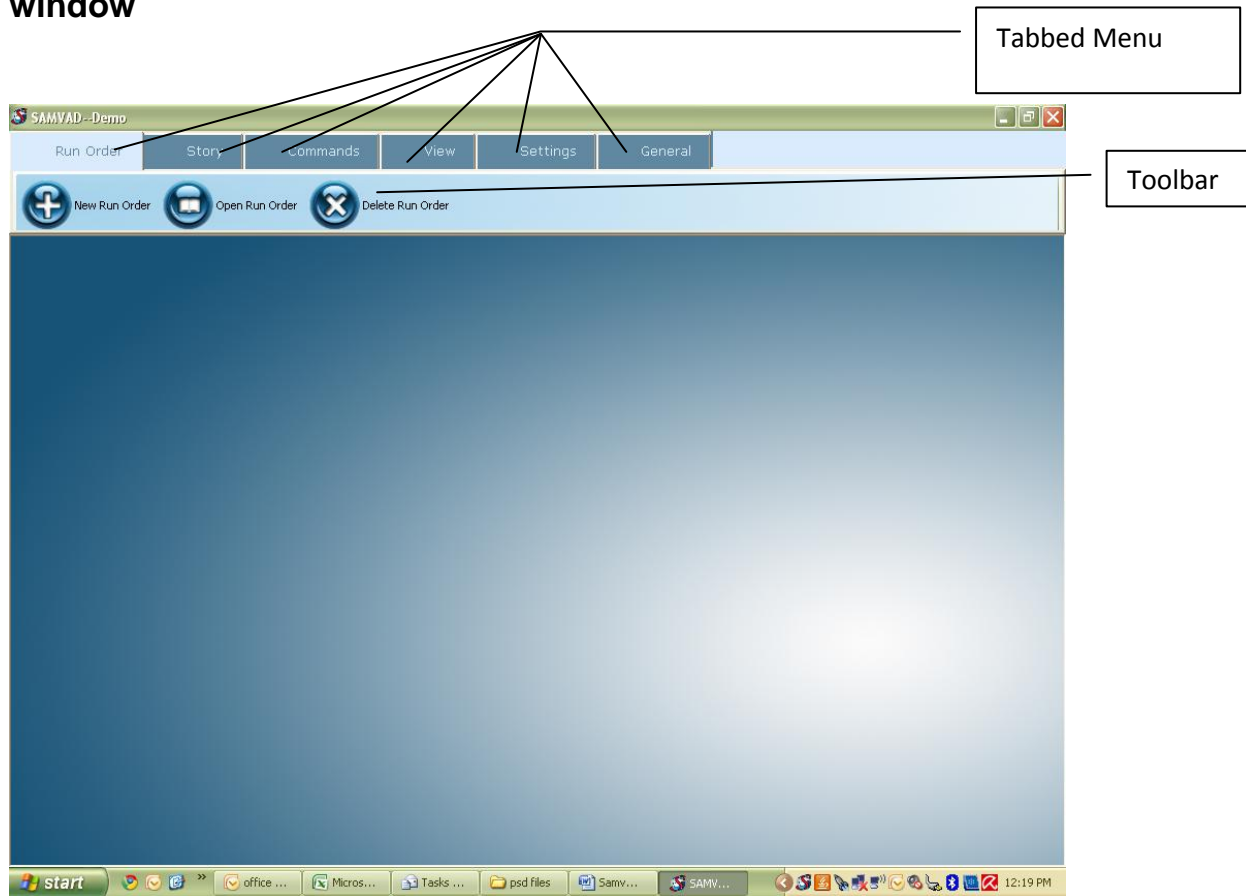 window
Tabbed Menu
SAMVAD--Demo
Run Order Story Commands View Settings General
Toolbar
New Run Order Open Run Order Delete Run Order
start office ... Micros... Tasks ... psd files Samv... SAMV... 12:19 PM